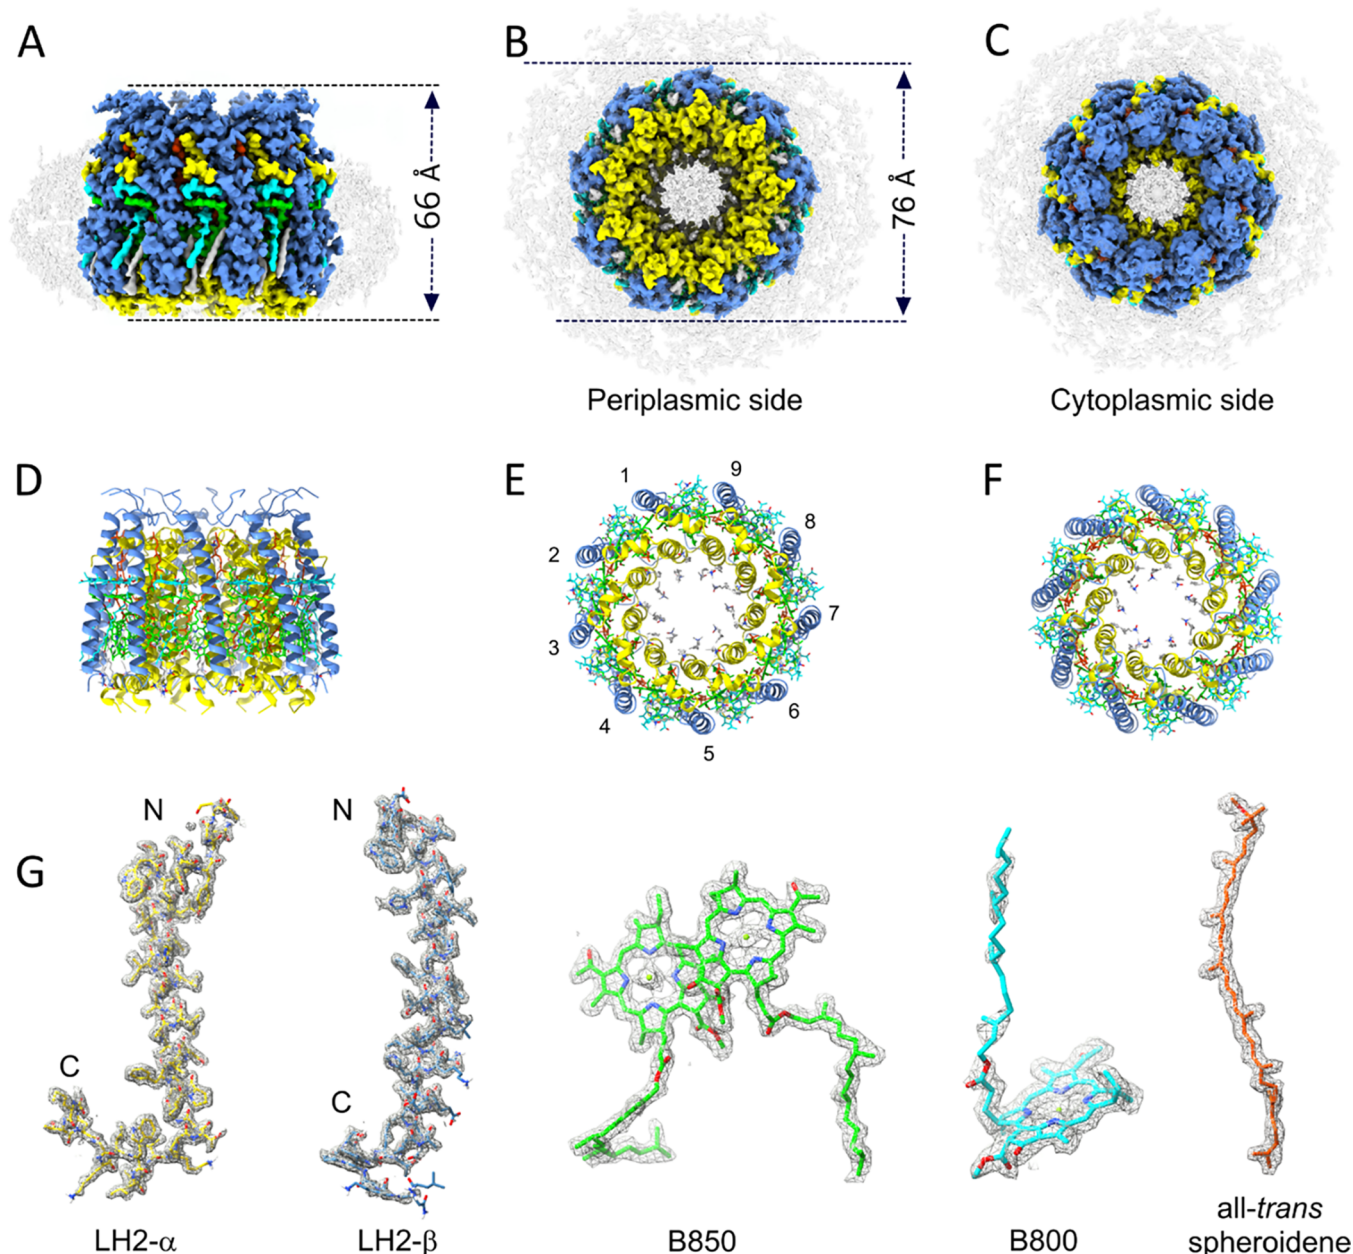 A
B
C
66 Å
76 Å
Periplasmic side
Cytoplasmic side
D
E
F
1
9
8
2
7
3
6
4
5
G
N
N
C
C
LH2-α
LH2-β
B850
B800
all-trans
spheroidene